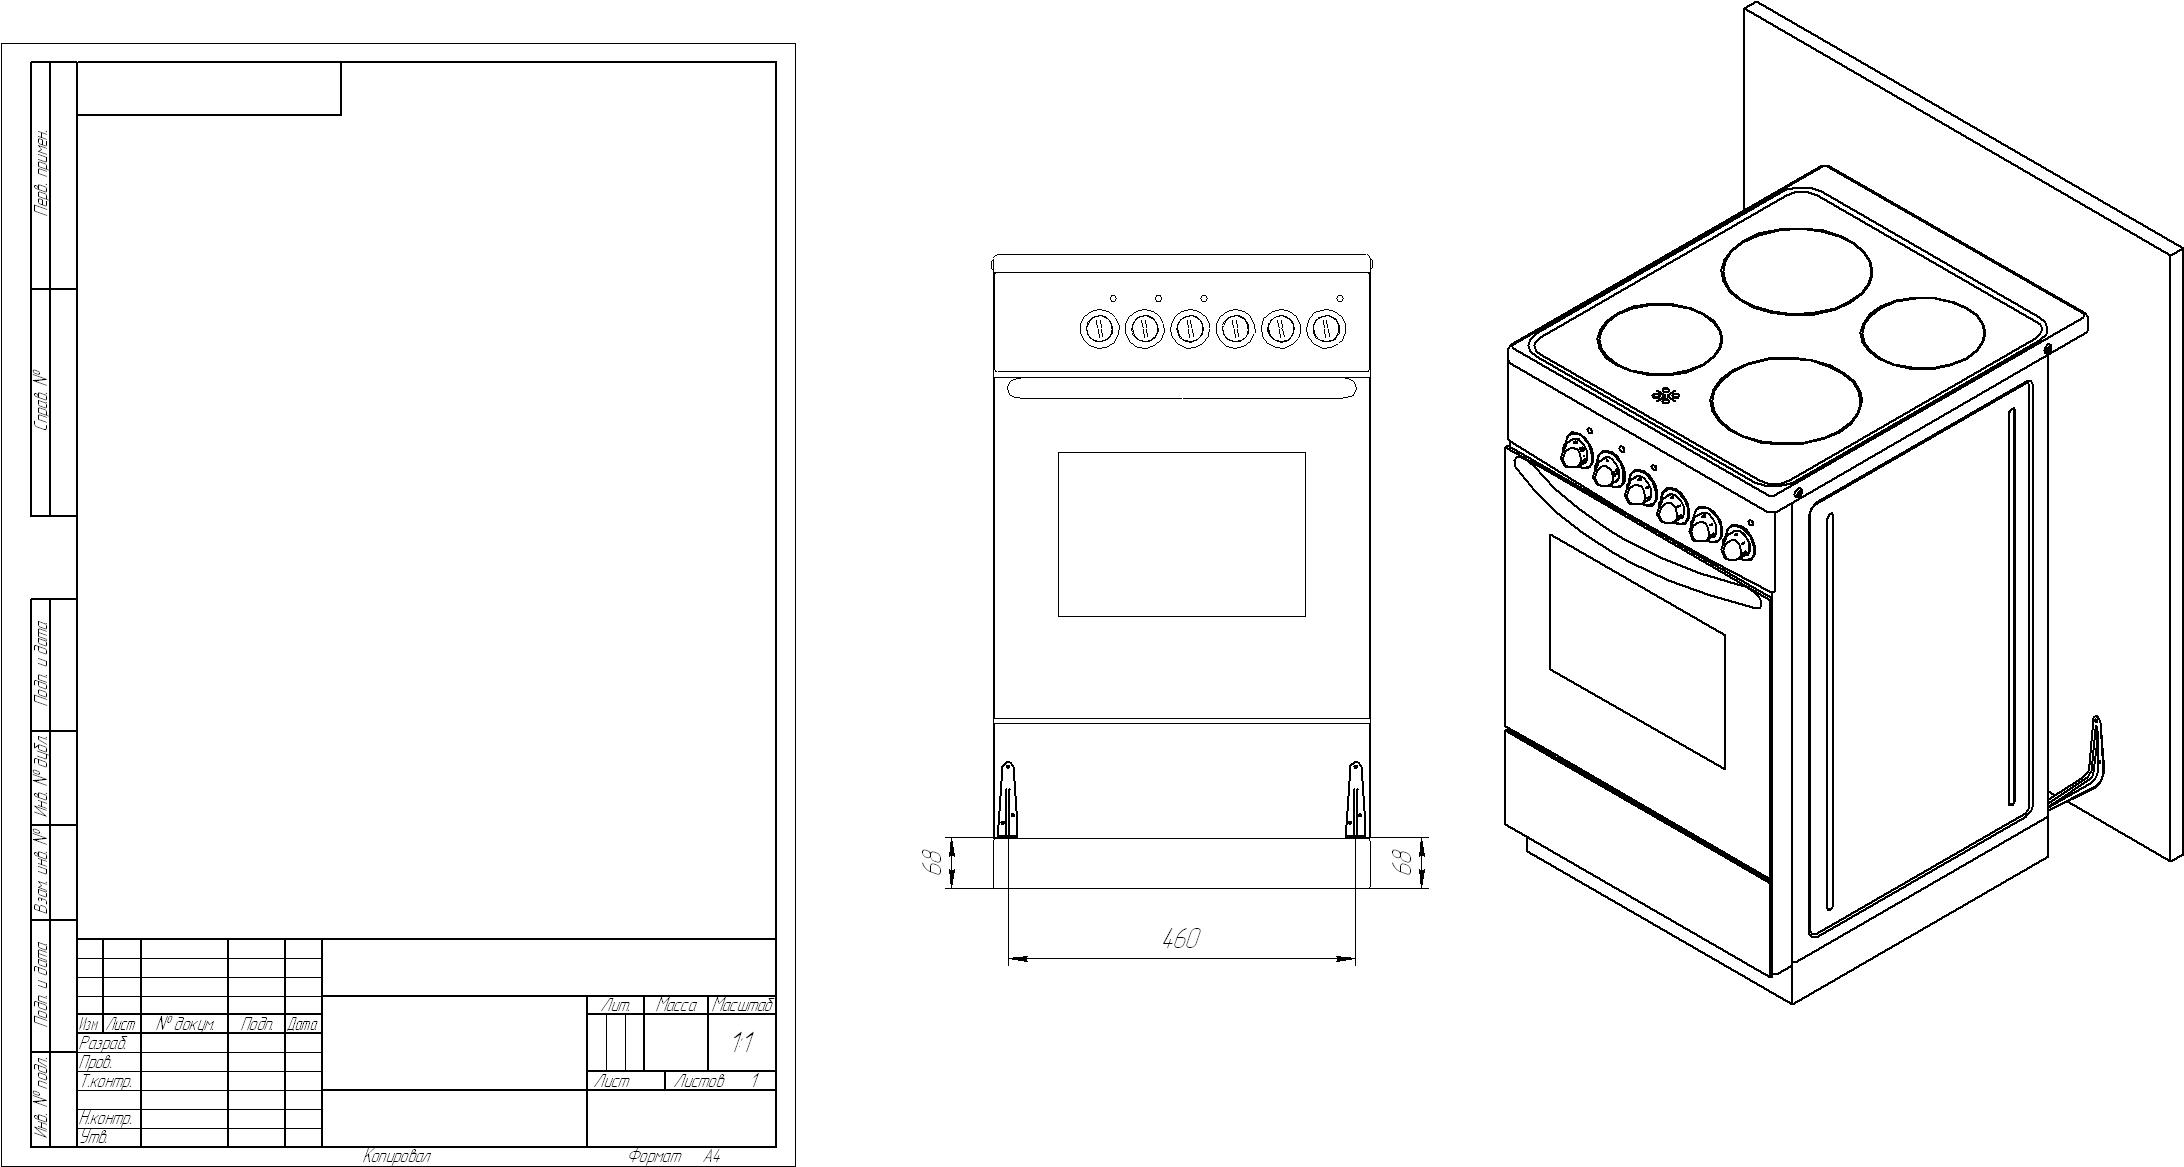 Перв. примен.
Справ. №
Подп. и дата
Инв. № дубл.
Взам. инв. №
Подп. и дата
Инв. № подл.
Изм. Лист № докум. Подп. Дата
Разраб.
Пров.
Т.контр.
Н.контр.
Утв.
Лит. Масса Масштаб
1:1
Лист Листов 1
Копировал Формат А4
68
68
460